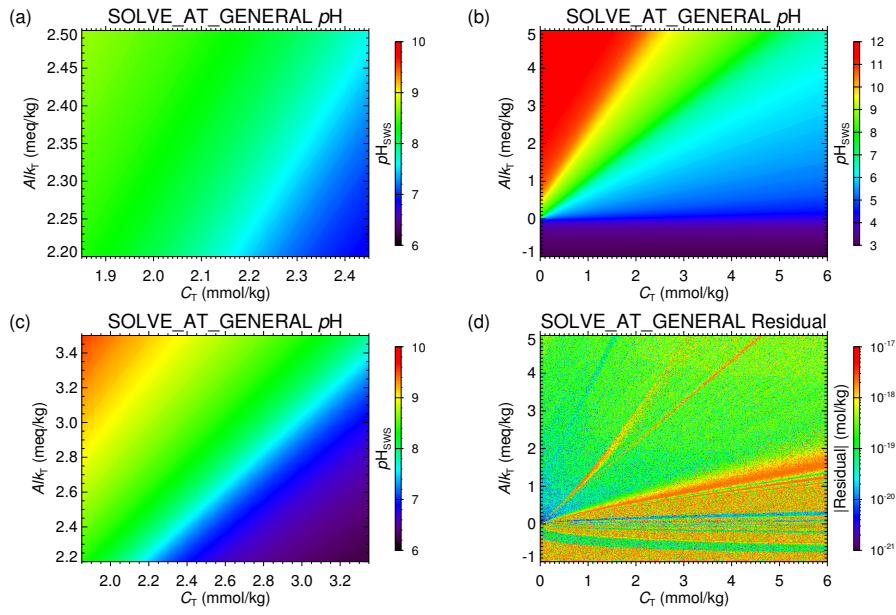 (a)
SOLVE_AT_GENERAL pH
2.50
2.45
2.40
2.35
2.30
2.25
2.20
Alk_T (meq/kg)
1.9 2.0 2.1 2.2 2.3 2.4
C_T (mmol/kg)
10
9
8
7
6
pH_SWS
(b)
SOLVE_AT_GENERAL pH
5
4
3
2
1
0
-1
Alk_T (meq/kg)
0 1 2 3 4 5 6
C_T (mmol/kg)
12
11
10
9
8
7
6
5
4
3
pH_SWS
(c)
SOLVE_AT_GENERAL pH
3.4
3.2
3.0
2.8
2.6
2.4
2.2
Alk_T (meq/kg)
2.0 2.2 2.4 2.6 2.8 3.0 3.2
C_T (mmol/kg)
10
9
8
7
6
pH_SWS
(d)
SOLVE_AT_GENERAL Residual
5
4
3
2
1
0
-1
Alk_T (meq/kg)
0 1 2 3 4 5 6
C_T (mmol/kg)
10^-17
10^-18
10^-19
10^-20
10^-21
|Residual| (mol/kg)